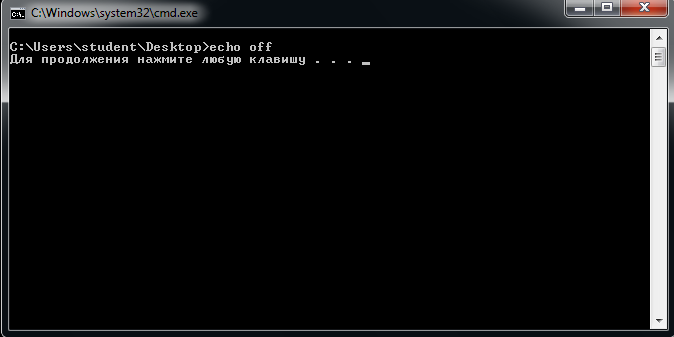 C:\Windows\system32\cmd.exe
C:\Users\student\Desktop>echo off
Для продолжения нажмите любую клавишу . . .